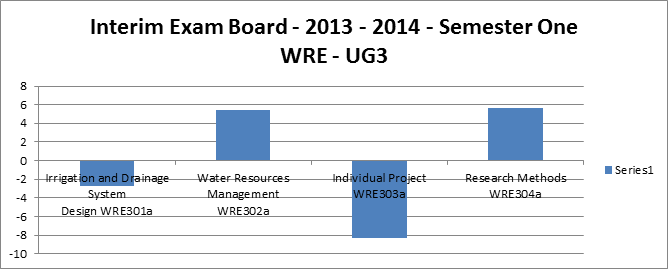 Interim Exam Board - 2013 - 2014 - Semester One
WRE - UG3
8
6
4
2
0
-2
-4
-6
-8
-10
Irrigation and Drainage
System
Design WRE301a
Water Resources
Management
WRE302a
Individual Project
WRE303a
Research Methods
WRE304a
Series1